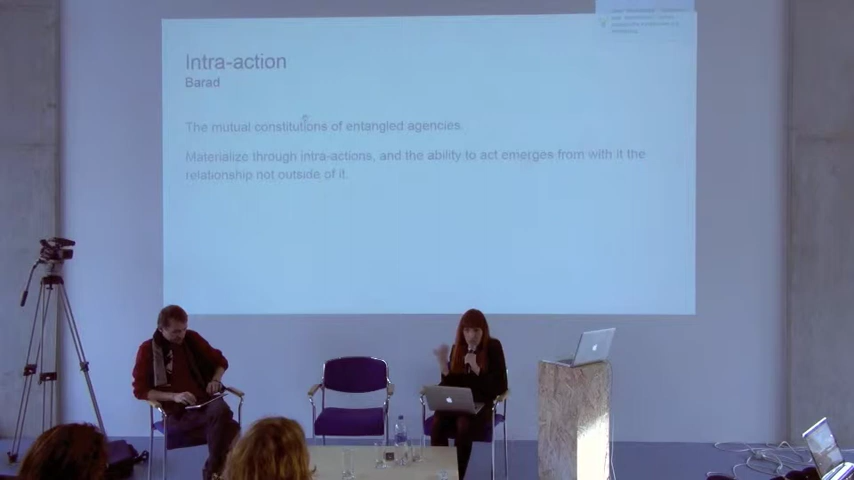 Intra-action
Barad
The mutual constitutions of entangled agencies.
Materialize through intra-actions, and the ability to act emerges from with it the
relationship not outside of it.